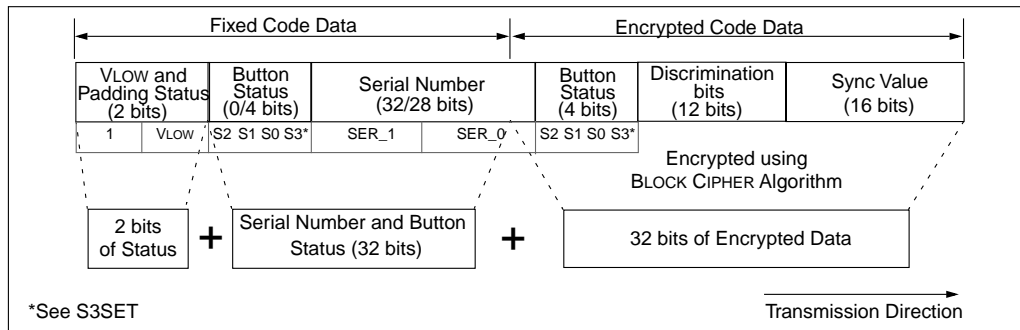 Fixed Code Data
Encrypted Code Data
VLOW and
Padding Status
(2 bits)
Button
Status
(0/4 bits)
Serial Number
(32/28 bits)
Button
Status
(4 bits)
Discrimination
bits
(12 bits)
Sync Value
(16 bits)
1
VLOW
S2 S1 S0 S3*
SER_1
SER_0
S2 S1 S0 S3*
Encrypted using
BLOCK CIPHER Algorithm
2 bits
of Status
+
Serial Number and Button
Status (32 bits)
+
32 bits of Encrypted Data
*See S3SET
Transmission Direction